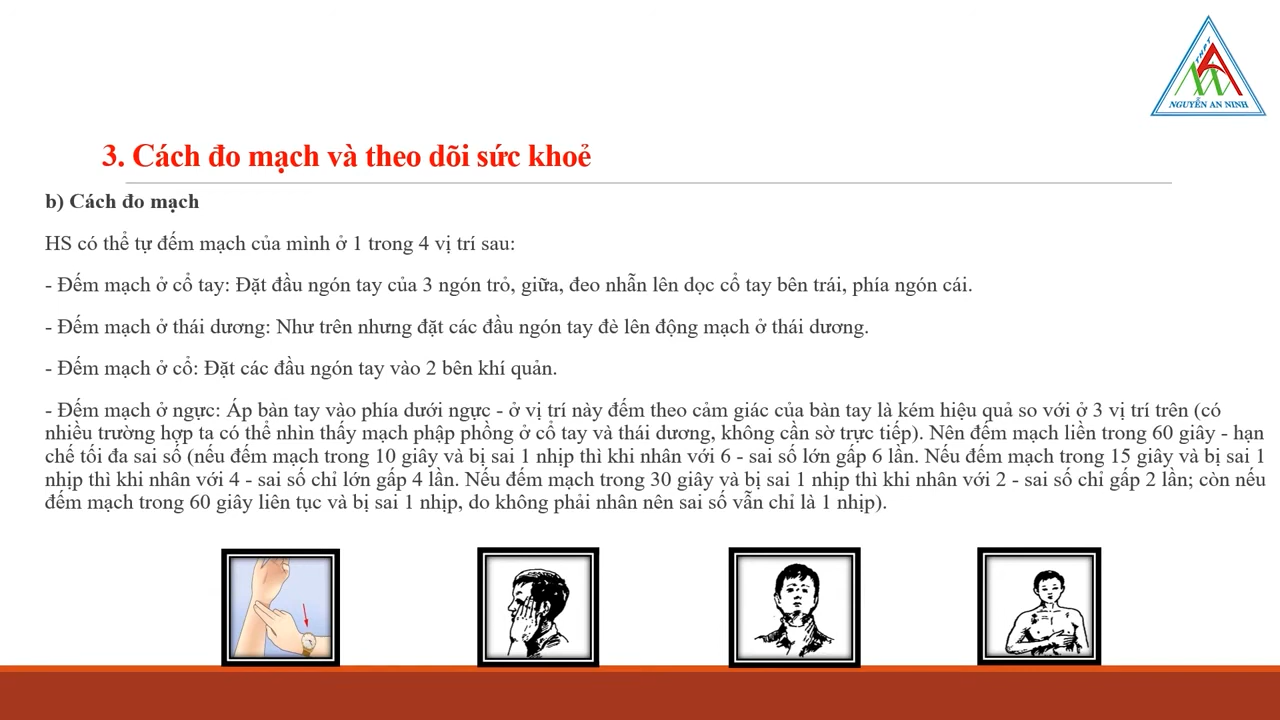 THPT
NGUYỄN AN NINH
3. Cách đo mạch và theo dõi sức khoẻ
b) Cách đo mạch
HS có thể tự đếm mạch của mình ở 1 trong 4 vị trí sau:
- Đếm mạch ở cổ tay: Đặt đầu ngón tay của 3 ngón trỏ, giữa, đeo nhẫn lên dọc cổ tay bên trái, phía ngón cái.
- Đếm mạch ở thái dương: Như trên nhưng đặt các đầu ngón tay đè lên động mạch ở thái dương.
- Đếm mạch ở cổ: Đặt các đầu ngón tay vào 2 bên khí quản.
- Đếm mạch ở ngực: Áp bàn tay vào phía dưới ngực - ở vị trí này đếm theo cảm giác của bàn tay là kém hiệu quả so với ở 3 vị trí trên (có
nhiều trường hợp ta có thể nhìn thấy mạch phập phồng ở cổ tay và thái dương, không cần sờ trực tiếp). Nên đếm mạch liền trong 60 giây - hạn
chế tối đa sai số (nếu đếm mạch trong 10 giây và bị sai 1 nhịp thì khi nhân với 6 - sai số lớn gấp 6 lần. Nếu đếm mạch trong 15 giây và bị sai 1
nhịp thì khi nhân với 4 - sai số chỉ lớn gấp 4 lần. Nếu đếm mạch trong 30 giây và bị sai 1 nhịp thì khi nhân với 2 - sai số chỉ gấp 2 lần; còn nếu
đếm mạch trong 60 giây liên tục và bị sai 1 nhịp, do không phải nhân nên sai số vẫn chỉ là 1 nhịp).